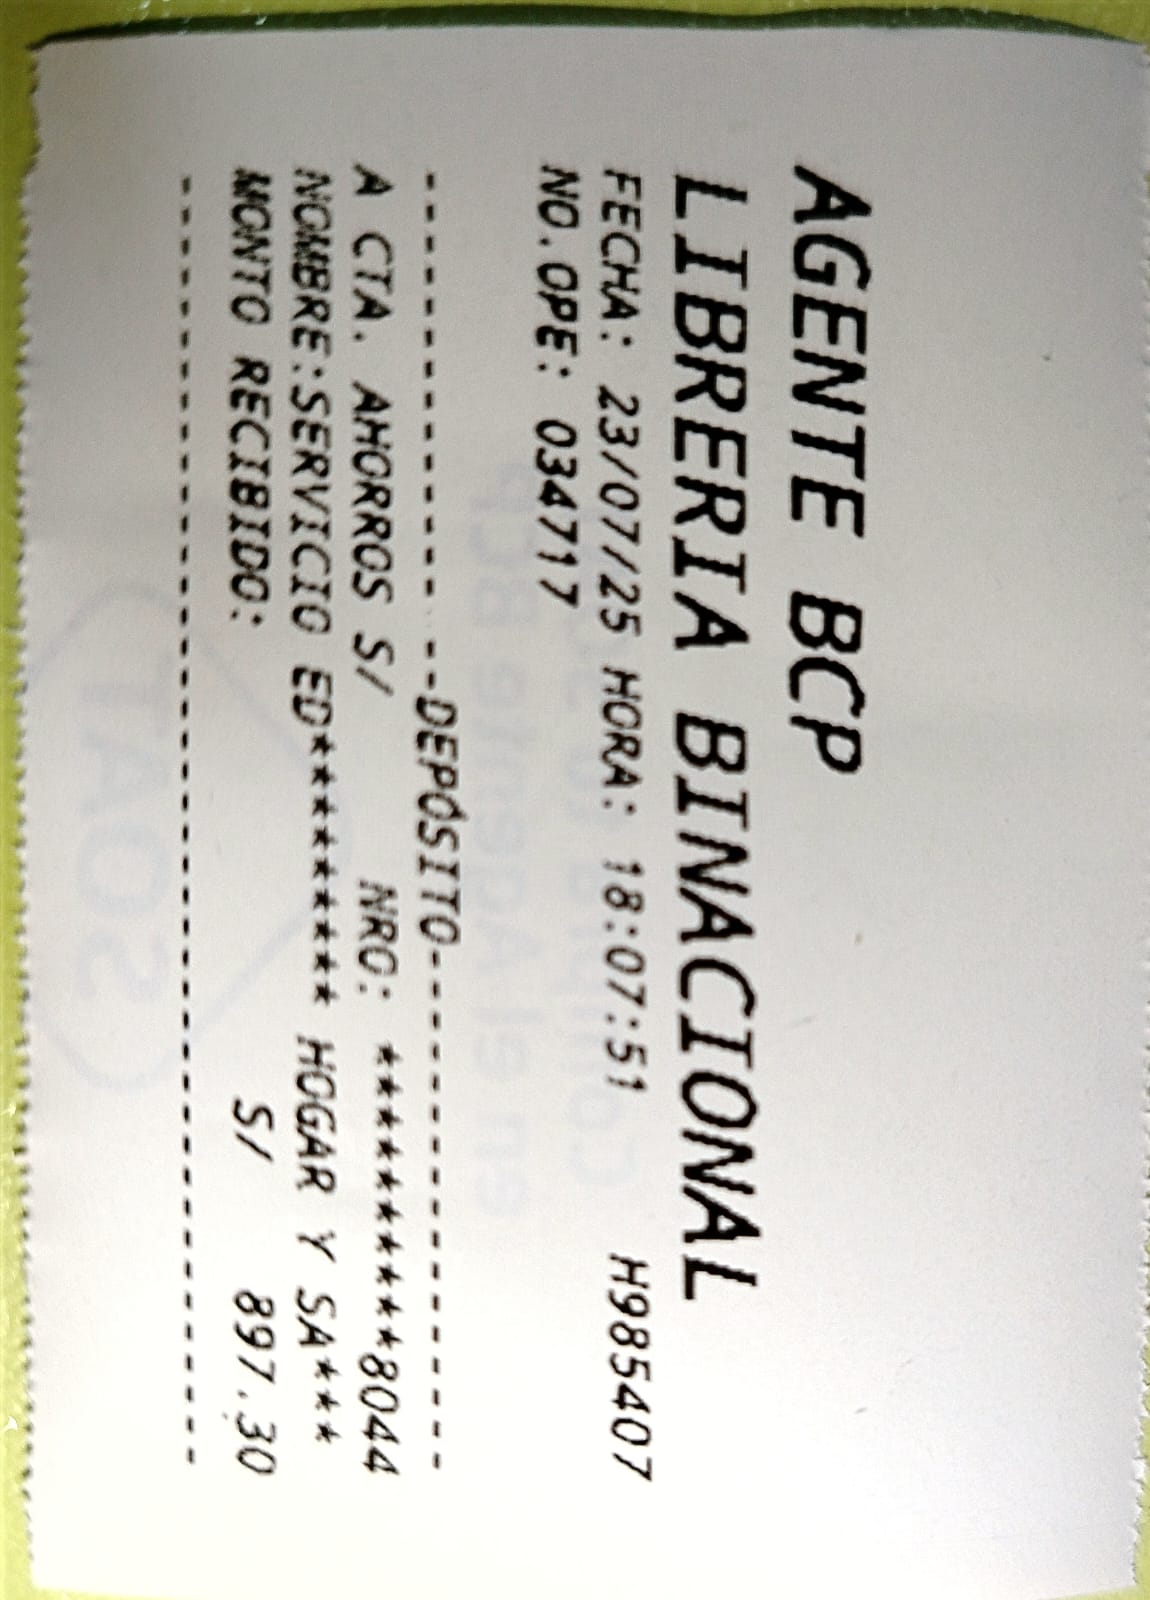 AGENTE BCP
LIBRERIA BINACIONAL
FECHA: 23/07/25 HORA: 18:07:51 H985407
NO.OPE: 034717
----------------DEPOSITO-------------------
A CTA. AHORROS S/ NRO: **********8044
NOMBRE:SERVICIO ED********** HOGAR Y SA***
MONTO RECIBIDO: S/ 897.30
-------------------------------------------